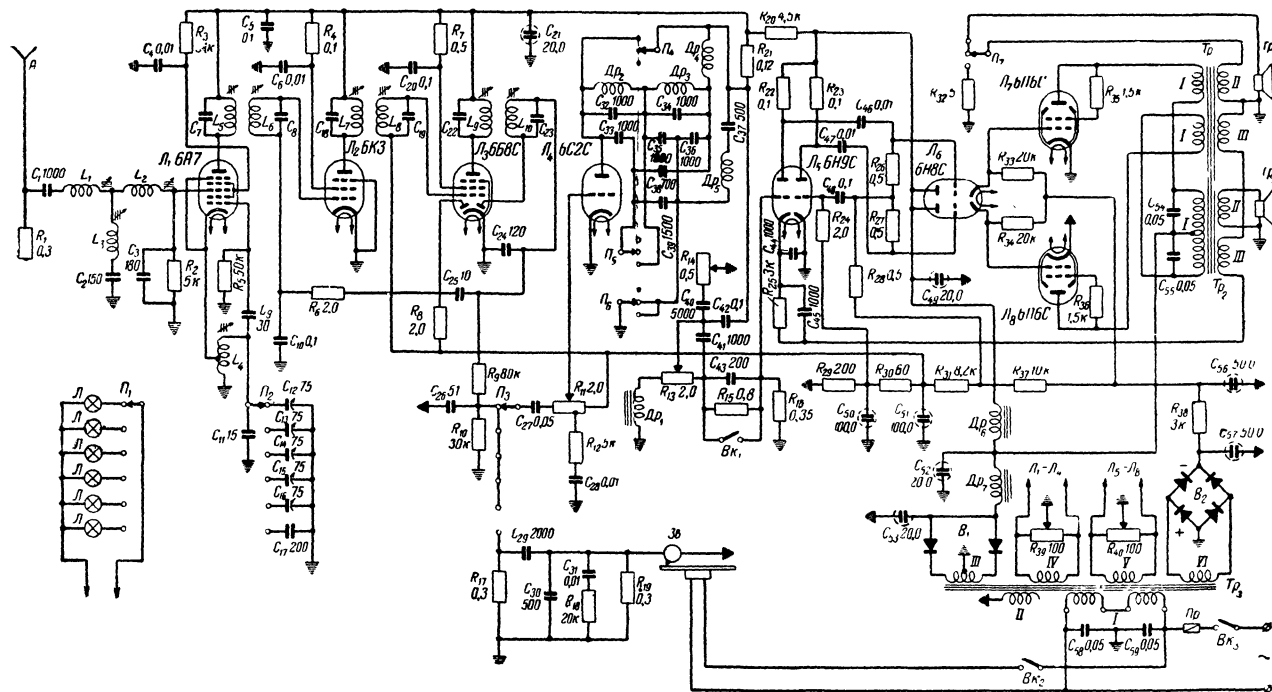 A
C₁ 1000
R₁ 0,3
L₁
L₂
L₃
C₂ 150
C₃ 180
R₂ 5к
C₄ 0,01
R₃
C₅ 0,1
R₄ 0,1
C₆ 0,01
R₇ 0,5
C₂₀ 0,1
C₂₁ 20,0
C₇
L₅
L₆
C₈
L₇
L₈
C₁₉
C₂₂
L₉
L₁₀
C₂₃
Л₁ 6А7
Л₂ 6К3
Л₃ 6Б8С
Л₄ 6С2С
R₅ 50к
C₉ 30
L₄
R₆ 2,0
C₁₀ 0,1
C₂₄ 120
C₂₅ 10
R₈ 2,0
Л
Л
Л
Л
Л
Л
П₁
C₁₁ 15
П₂
C₁₂ 75
C₁₃ 75
C₁₄ 75
C₁₅ 75
C₁₆ 75
C₁₇ 200
R₉ 80к
C₂₆ 51
R₁₀ 30к
П₃
C₂₇ 0,05
R₁₁ 2,0
R₁₂ 5к
C₂₈ 0,01
R₁₇ 0,3
C₂₉ 2000
C₃₀ 500
C₃₁ 0,01
20к
R₁₉ 0,3
Зв
П₄
Др₂
Др₃
Др₄
C₃₂ 1000
C₃₄ 1000
C₃₃ 1000
C₃₅
C₃₆ 1000
C₃₇ 500
C₃₈ 700
Др₅
C₃₉ 1500
П₅
П₆
R₁₄ 0,5
C₄₀ 5000
C₄₂ 0,1
C₄₁ 1000
C₄₃ 200
R₁₃ 2,0
Др₁
R₁₅ 0,8
Вк₁
0,35
R₂₀ 4,5к
R₂₁ 0,12
R₂₂ 0,1
R₂₃ 0,1
C₄₆ 0,01
C₄₇ 0,01
Л₅ 6Н9С
C₄₈ 0,1
R₂₄ 2,0
C₄₄ 1000
R₂₅ 3к
C₄₅ 1000
R₂₆ 0,5
R₂₇ 0,5
R₂₈ 0,5
Л₆ 6Н8С
C₄₉ 20,0
R₂₉ 200
R₃₀ 60
R₃₁ 8,2к
R₃₇ 10к
C₅₀ 100,0
C₅₁ 100,0
Др₆
C₅₂ 20,0
Др₇
C₅₃ 20,0
В₁
П₇
R₃₂ 5
Л₇ 6П6С
R₃₅ 1,5к
R₃₃ 20к
R₃₄ 20к
Л₈ 6П6С
R₃₆ 1,5к
C₅₄ 0,05
C₅₅ 0,05
Тр₁
I
I
I
II
III
II
III
Тр₂
Гр
Гр
C₅₆ 50,0
R₃₈ 3к
C₅₇ 50,0
В₂
Л₁-Л₄
Л₅-Л₈
R₃₉ 100
R₄₀ 100
III
IV
V
VI
Тр₃
II
I
C₅₈ 0,05
C₅₉ 0,05
Пр
Вк₃
Вк₂
~